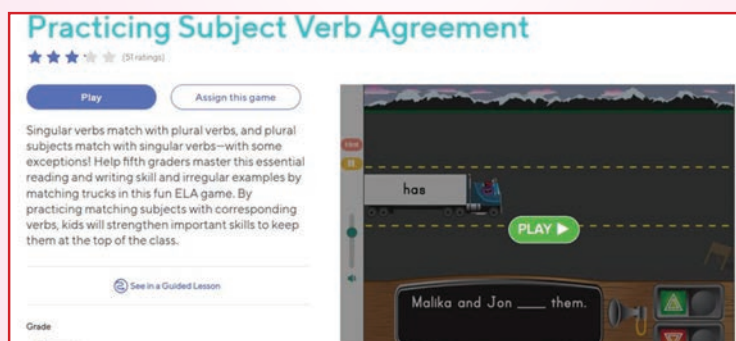 Practicing Subject Verb Agreement
(51 ratings)
Play
Assign this game
Singular verbs match with plural verbs, and plural
subjects match with singular verbs—with some
exceptions! Help fifth graders master this essential
reading and writing skill and irregular examples by
matching trucks in this fun ELA game. By
practicing matching subjects with corresponding
verbs, kids will strengthen important skills to keep
them at the top of the class.
See in a Guided Lesson
Grade
has
PLAY
Malika and Jon ____ them.